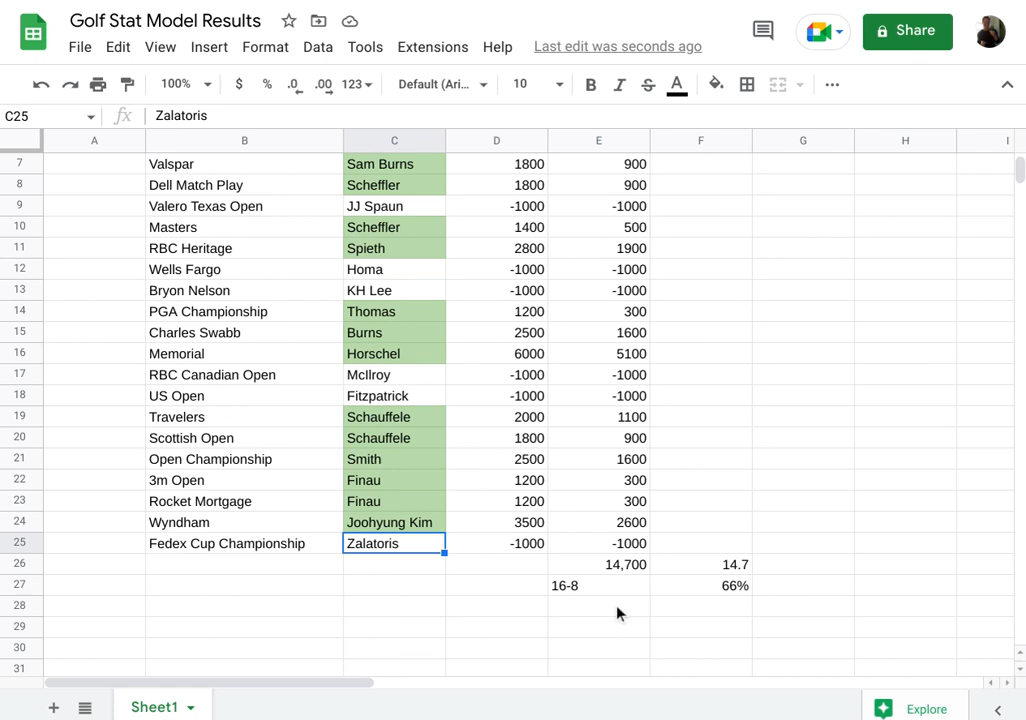 Golf Stat Model Results
File Edit View Insert Format Data Tools Extensions Help Last edit was seconds ago
Share
100% $ % .0 .00 123 Default (Ari... 10 B I S A
C25 fx Zalatoris
A B C D E F G H I
7 Valspar Sam Burns 1800 900
8 Dell Match Play Scheffler 1800 900
9 Valero Texas Open JJ Spaun -1000 -1000
10 Masters Scheffler 1400 500
11 RBC Heritage Spieth 2800 1900
12 Wells Fargo Homa -1000 -1000
13 Bryon Nelson KH Lee -1000 -1000
14 PGA Championship Thomas 1200 300
15 Charles Swabb Burns 2500 1600
16 Memorial Horschel 6000 5100
17 RBC Canadian Open McIlroy -1000 -1000
18 US Open Fitzpatrick -1000 -1000
19 Travelers Schauffele 2000 1100
20 Scottish Open Schauffele 1800 900
21 Open Championship Smith 2500 1600
22 3m Open Finau 1200 300
23 Rocket Mortgage Finau 1200 300
24 Wyndham Joohyung Kim 3500 2600
25 Fedex Cup Championship Zalatoris -1000 -1000
26 14,700 14.7
27 16-8 66%
28
29
30
31
Sheet1 Explore